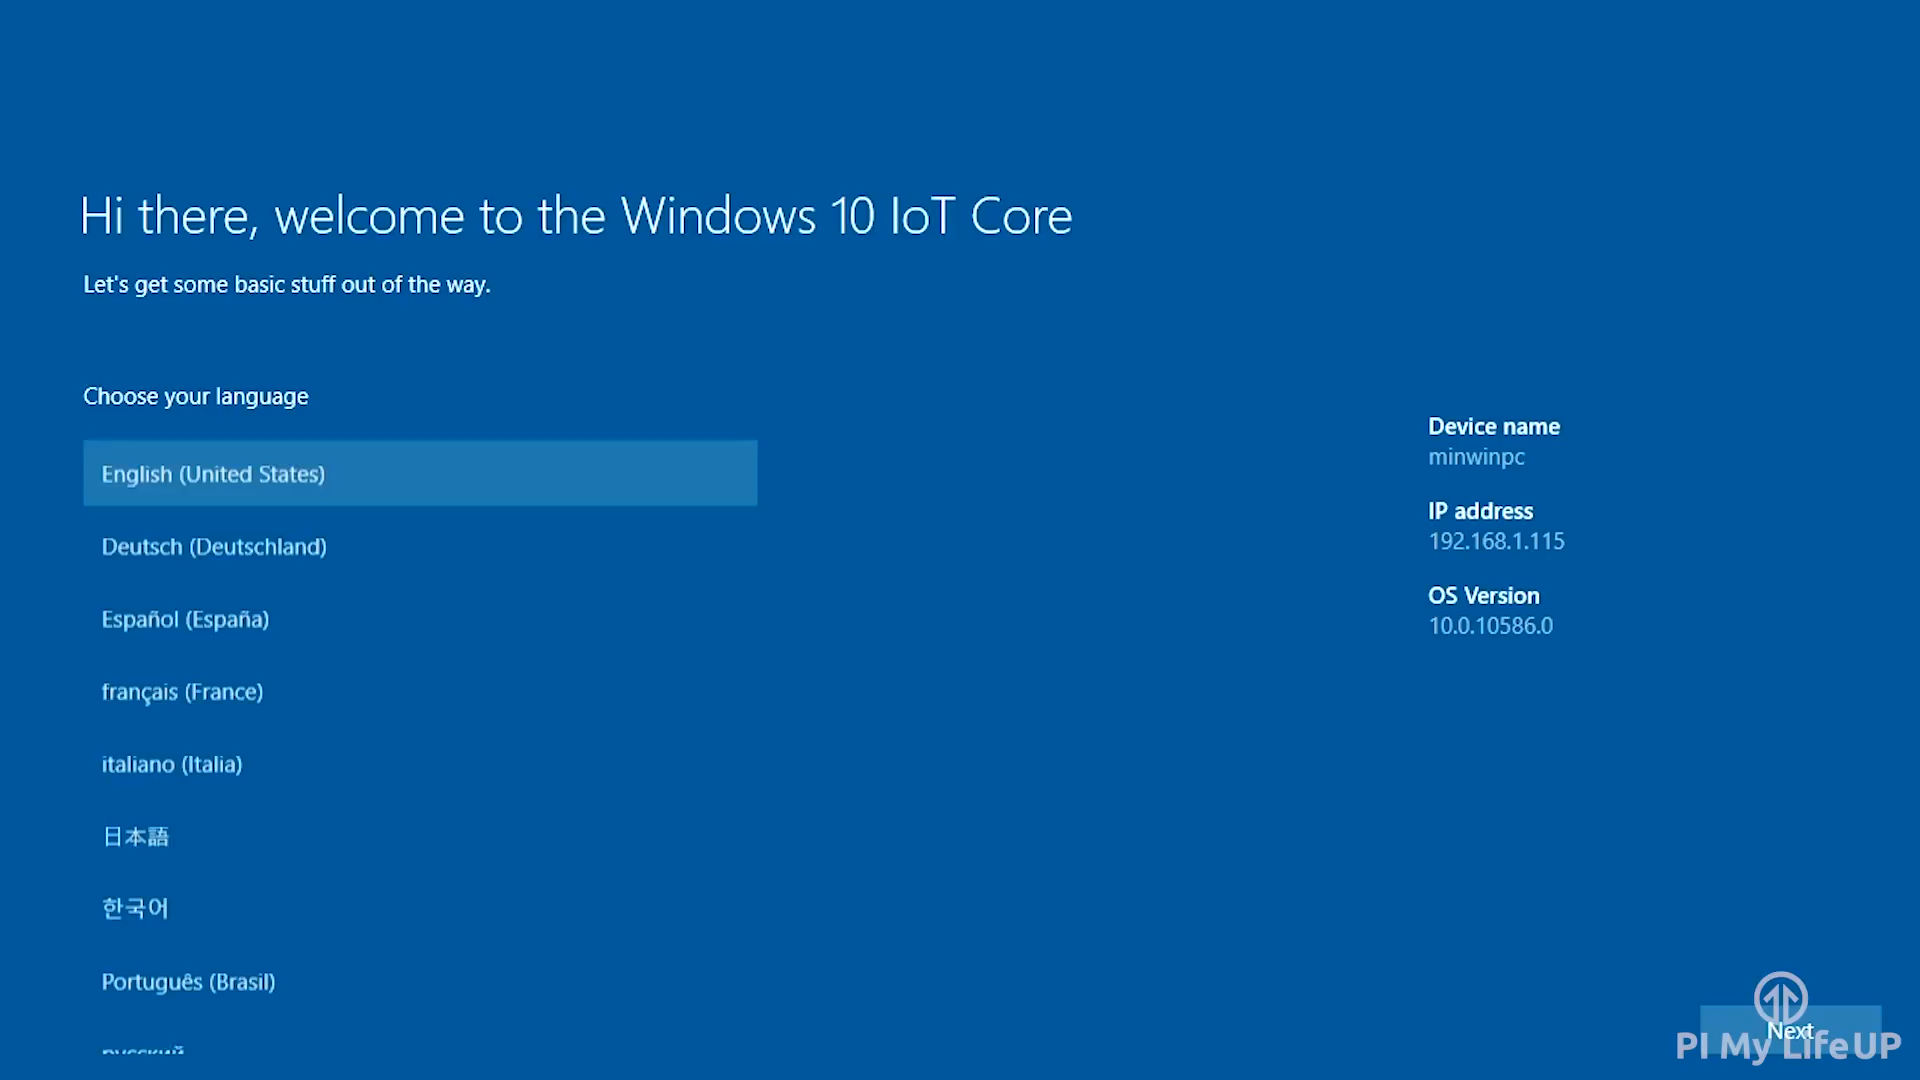 Hi there, welcome to the Windows 10 IoT Core
Let's get some basic stuff out of the way.
Choose your language
English (United States)
Deutsch (Deutschland)
Español (España)
français (France)
italiano (Italia)
日本語
한국어
Português (Brasil)
русский
Device name
minwinpc
IP address
192.168.1.115
OS Version
10.0.10586.0
Next
PI My LifeUP